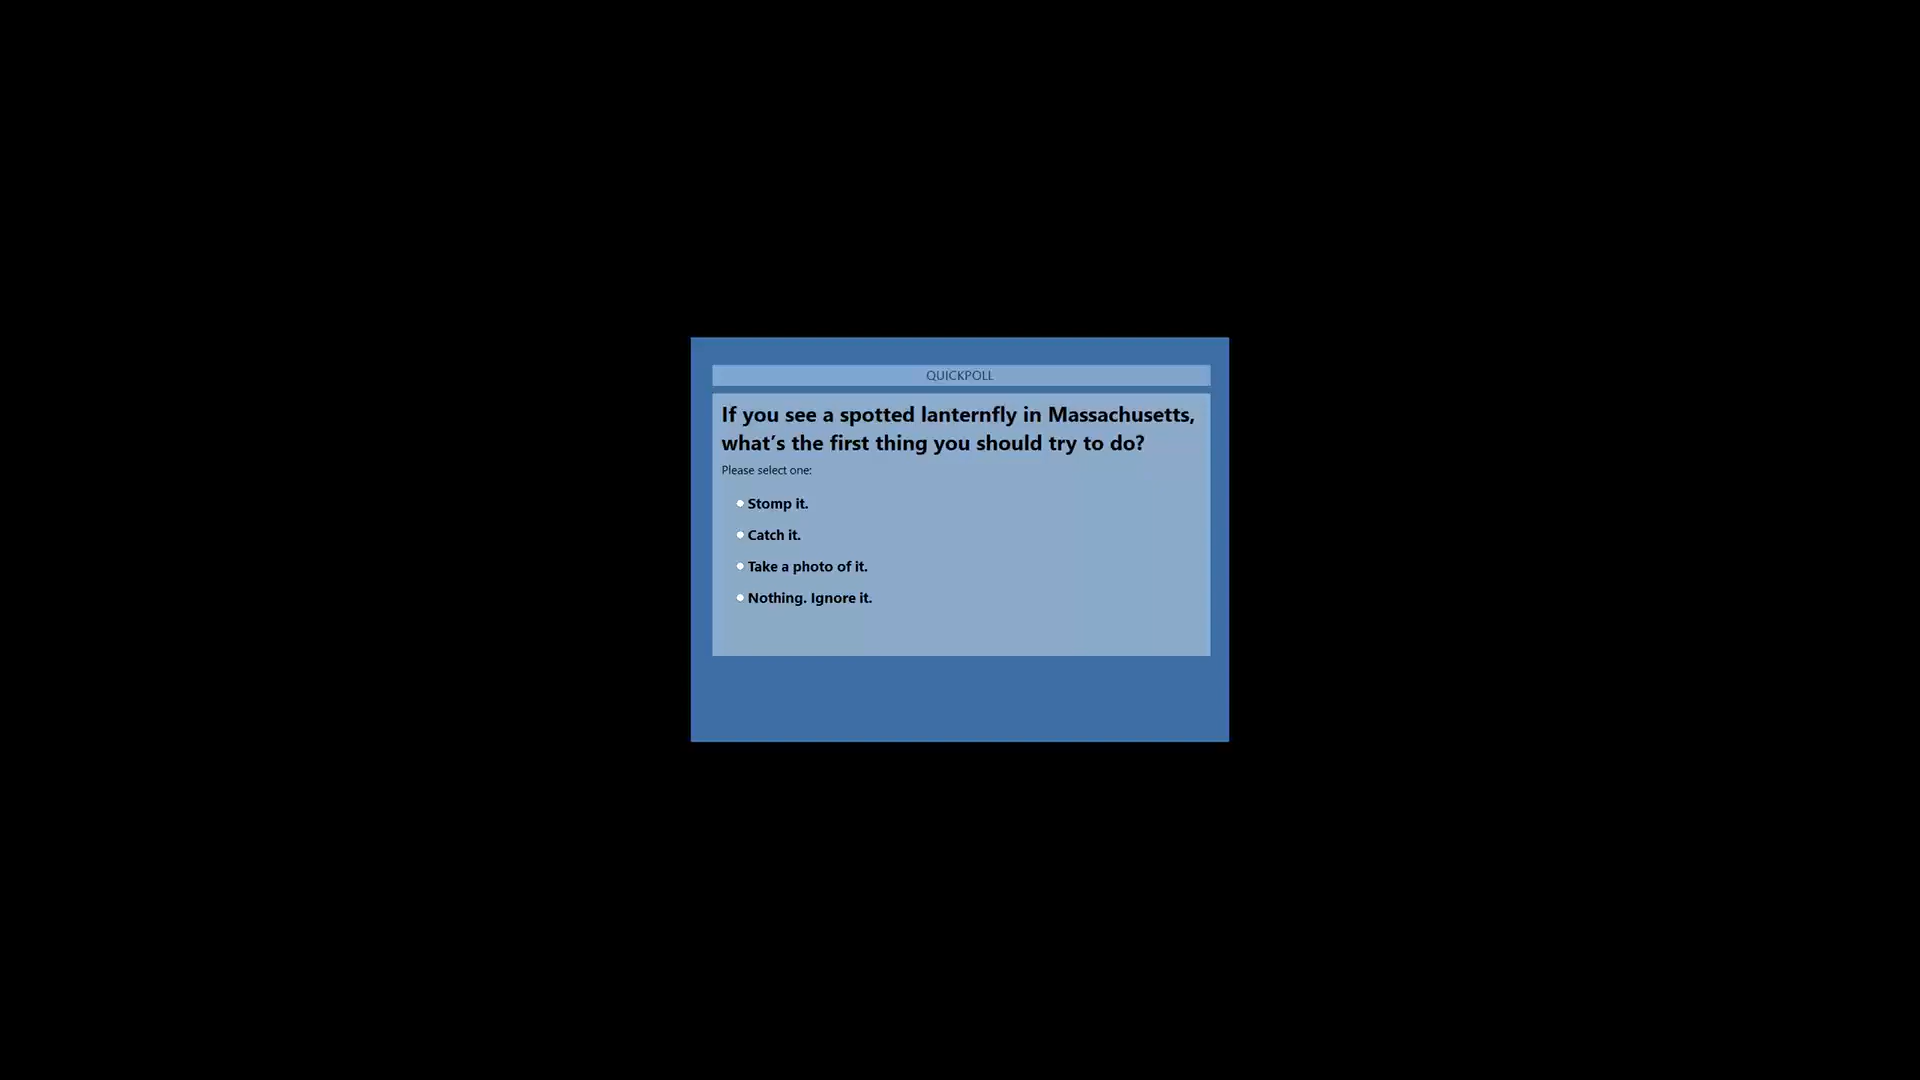 QUICKPOLL
If you see a spotted lanternfly in Massachusetts,
what’s the first thing you should try to do?
Please select one:
Stomp it.
Catch it.
Take a photo of it.
Nothing. Ignore it.